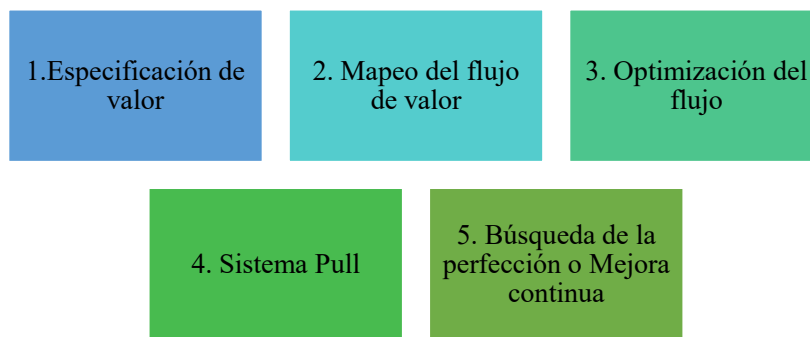 1.Especificación de
valor
2. Mapeo del flujo
de valor
3. Optimización del
flujo
4. Sistema Pull
5. Búsqueda de la
perfección o Mejora
continua